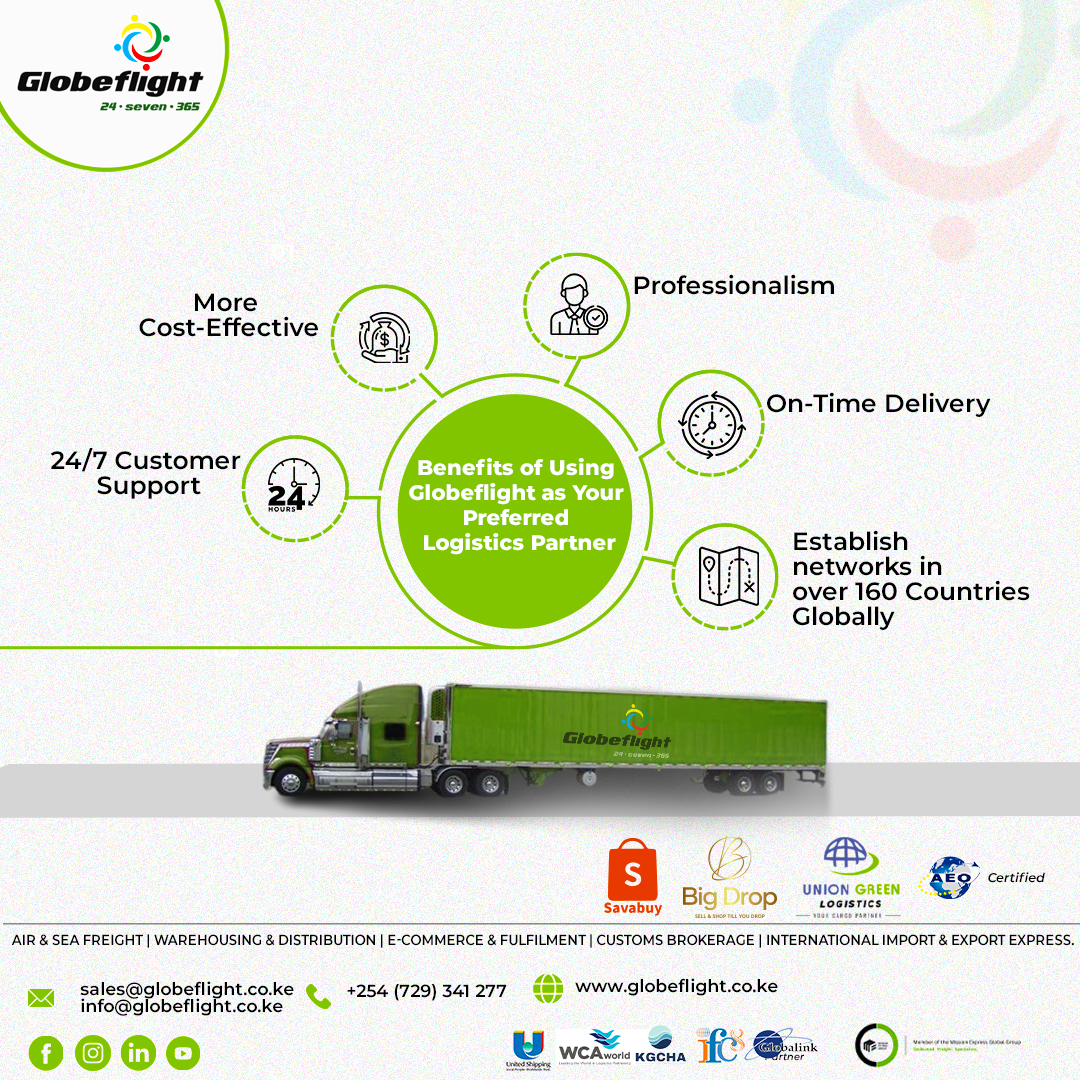 Globeflight
24 • seven • 365
More
Cost-Effective
Professionalism
On-Time Delivery
24/7 Customer
Support
24
HOURS
Benefits of Using
Globeflight as Your
Preferred
Logistics Partner
Establish
networks in
over 160 Countries
Globally
Globeflight
24 • seven • 365
S
Savabuy
B
Big Drop
SELL & SHOP TILL YOU DROP
UNION GREEN
LOGISTICS
YOUR CARGO PARTNER
AEO
Certified
AIR & SEA FREIGHT | WAREHOUSING & DISTRIBUTION | E-COMMERCE & FULFILMENT | CUSTOMS BROKERAGE | INTERNATIONAL IMPORT & EXPORT EXPRESS.
sales@globeflight.co.ke
info@globeflight.co.ke
+254 (729) 341 277
www.globeflight.co.ke
United Shipping
WCAworld
KGCHA
ifc8
Globalink
Partner
Member of the Mission Express Global Group